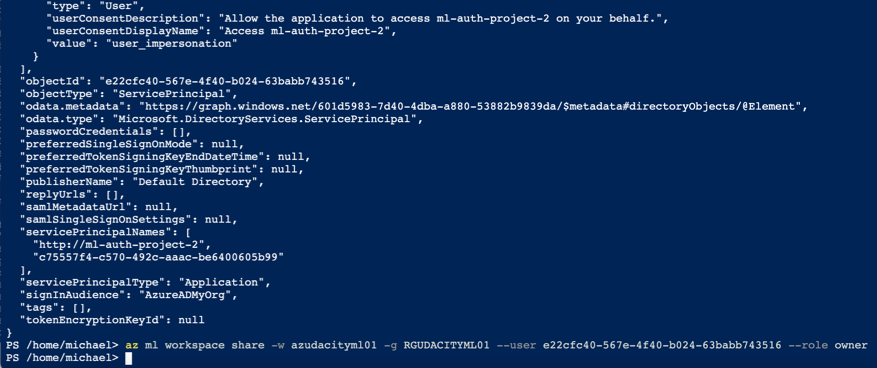 "type": "User",
"userConsentDescription": "Allow the application to access ml-auth-project-2 on your behalf.",
"userConsentDisplayName": "Access ml-auth-project-2",
"value": "user_impersonation"
}
],
"objectId": "e22cfc40-567e-4f40-b024-63babb743516",
"objectType": "ServicePrincipal",
"odata.metadata": "https://graph.windows.net/601d5983-7d40-4dba-a880-53882b9839da/$metadata#directoryObjects/@Element",
"odata.type": "Microsoft.DirectoryServices.ServicePrincipal",
"passwordCredentials": [],
"preferredSingleSignOnMode": null,
"preferredTokenSigningKeyEndDateTime": null,
"preferredTokenSigningKeyThumbprint": null,
"publisherName": "Default Directory",
"replyUrls": [],
"samlMetadataUrl": null,
"samlSingleSignOnSettings": null,
"servicePrincipalNames": [
"http://ml-auth-project-2",
"c75557f4-c570-492c-aaac-be6400605b99"
],
"servicePrincipalType": "Application",
"signInAudience": "AzureADMyOrg",
"tags": [],
"tokenEncryptionKeyId": null
}
PS /home/michael> az ml workspace share -w azudacityml01 -g RGUDACITYML01 --user e22cfc40-567e-4f40-b024-63babb743516 --role owner
PS /home/michael>